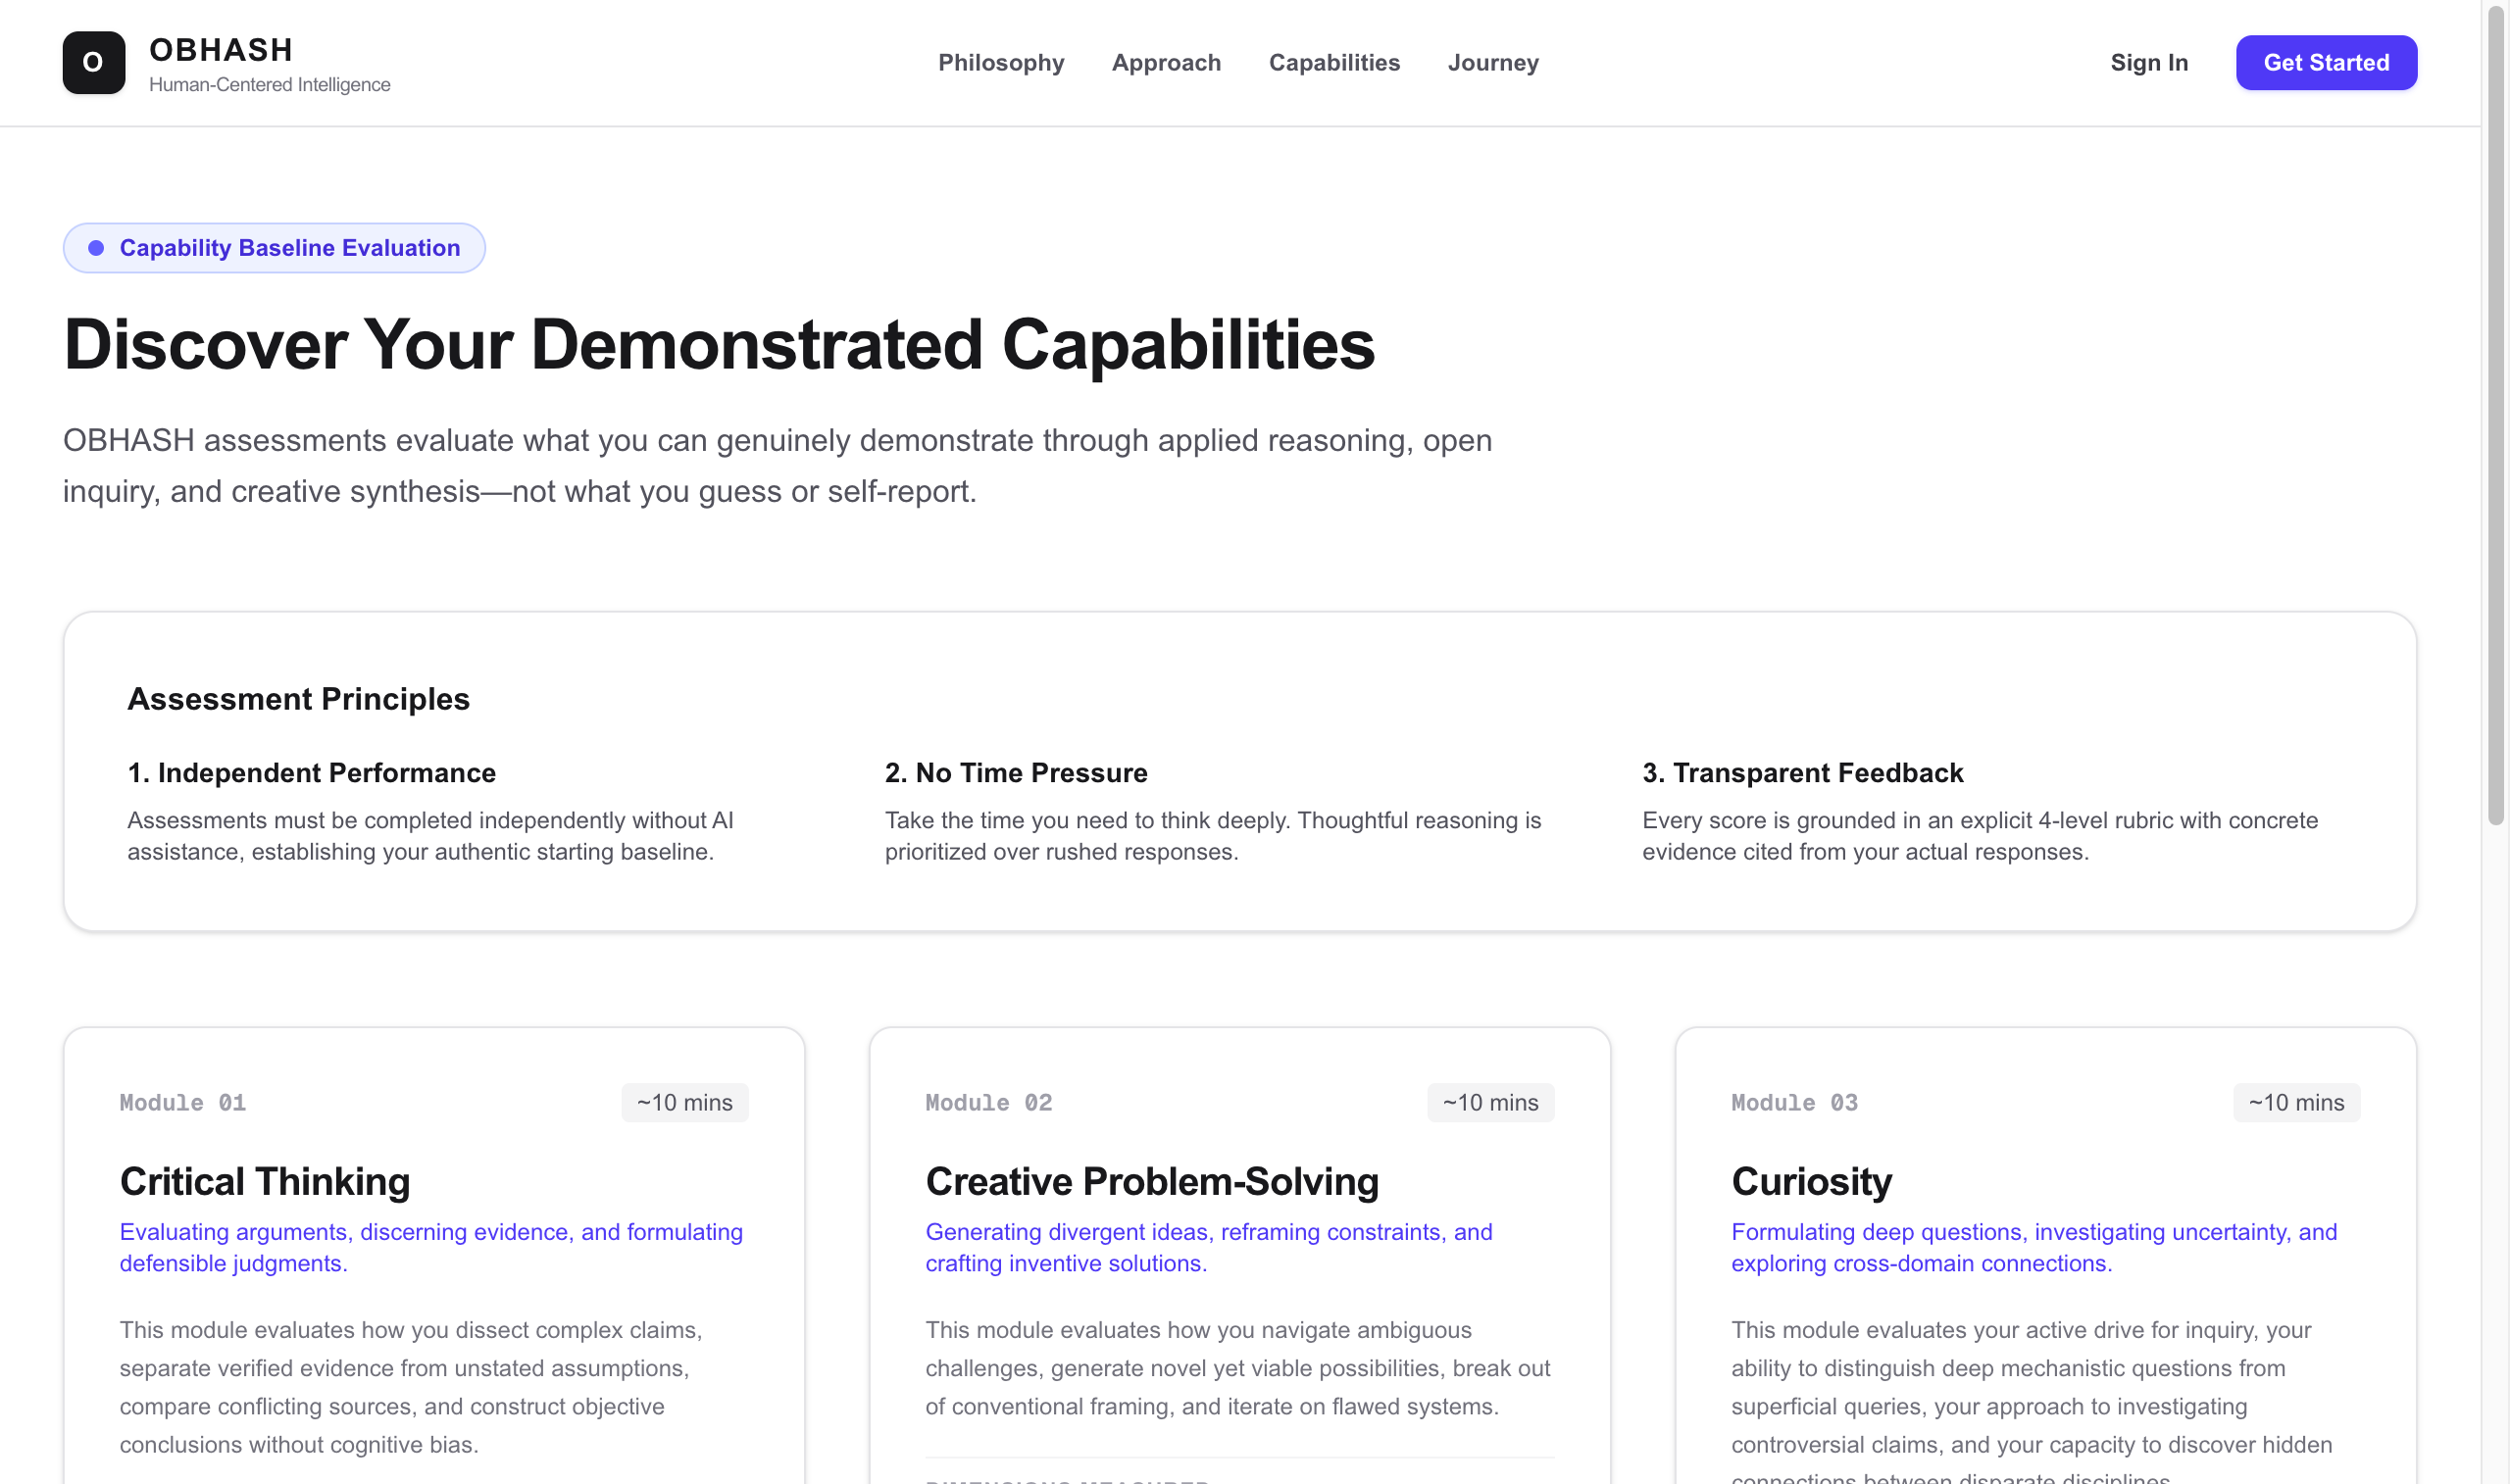 O
OBHASH
Human-Centered Intelligence
Philosophy
Approach
Capabilities
Journey
Sign In
Get Started
Capability Baseline Evaluation
Discover Your Demonstrated Capabilities
OBHASH assessments evaluate what you can genuinely demonstrate through applied reasoning, open
inquiry, and creative synthesis—not what you guess or self-report.
Assessment Principles
1. Independent Performance
Assessments must be completed independently without AI
assistance, establishing your authentic starting baseline.
2. No Time Pressure
Take the time you need to think deeply. Thoughtful reasoning is
prioritized over rushed responses.
3. Transparent Feedback
Every score is grounded in an explicit 4-level rubric with concrete
evidence cited from your actual responses.
Module 01
~10 mins
Critical Thinking
Evaluating arguments, discerning evidence, and formulating
defensible judgments.
This module evaluates how you dissect complex claims,
separate verified evidence from unstated assumptions,
compare conflicting sources, and construct objective
conclusions without cognitive bias.
Module 02
~10 mins
Creative Problem-Solving
Generating divergent ideas, reframing constraints, and
crafting inventive solutions.
This module evaluates how you navigate ambiguous
challenges, generate novel yet viable possibilities, break out
of conventional framing, and iterate on flawed systems.
Module 03
~10 mins
Curiosity
Formulating deep questions, investigating uncertainty, and
exploring cross-domain connections.
This module evaluates your active drive for inquiry, your
ability to distinguish deep mechanistic questions from
superficial queries, your approach to investigating
controversial claims, and your capacity to discover hidden
connections between disparate disciplines.